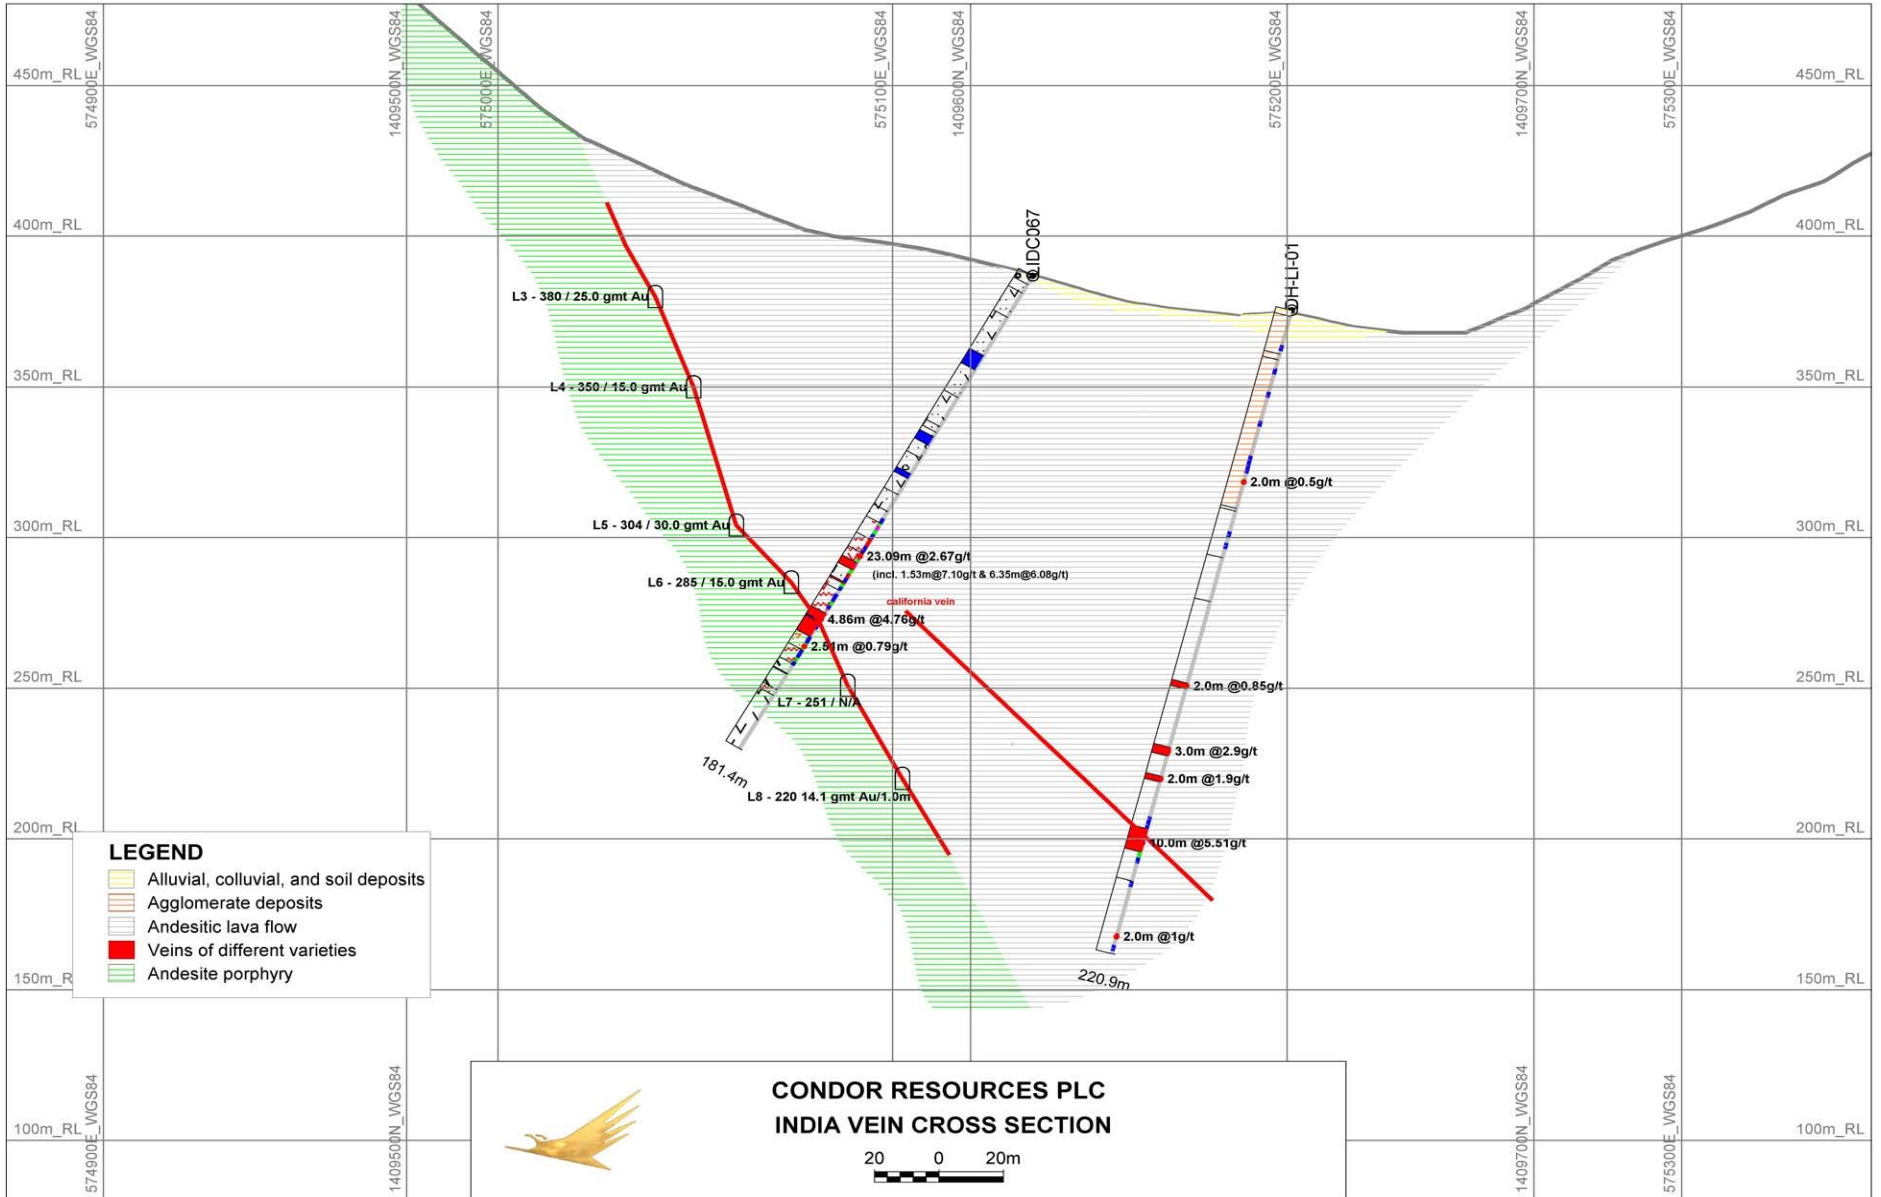 574900E_WGS84
1409500N_WGS84
575000E_WGS84
575100E_WGS84
1409600N_WGS84
575200E_WGS84
1409700N_WGS84
575300E_WGS84
450m_RL
450m_RL
400m_RL
400m_RL
LIDC067
DH-LI-01
L3 - 380 / 25.0 gmt Au
350m_RL
350m_RL
L4 - 350 / 15.0 gmt Au
2.0m @0.5g/t
300m_RL
300m_RL
L5 - 304 / 30.0 gmt Au
23.09m @2.67g/t
(incl. 1.53m@7.10g/t & 6.35m@6.08g/t)
L6 - 285 / 15.0 gmt Au
california vein
4.86m @4.76g/t
2.51m @0.79g/t
250m_RL
250m_RL
2.0m @0.85g/t
L7 - 251 / N/A
3.0m @2.9g/t
181.4m
2.0m @1.9g/t
L8 - 220 14.1 gmt Au/1.0m
200m_RL
200m_RL
10.0m @5.51g/t
LEGEND
Alluvial, colluvial, and soil deposits
Agglomerate deposits
Andesitic lava flow
Veins of different varieties
Andesite porphyry
2.0m @1g/t
220.9m
150m_RL
150m_RL
100m_RL
100m_RL
574900E_WGS84
1409500N_WGS84
1409700N_WGS84
575300E_WGS84
CONDOR RESOURCES PLC
INDIA VEIN CROSS SECTION
20 0 20m